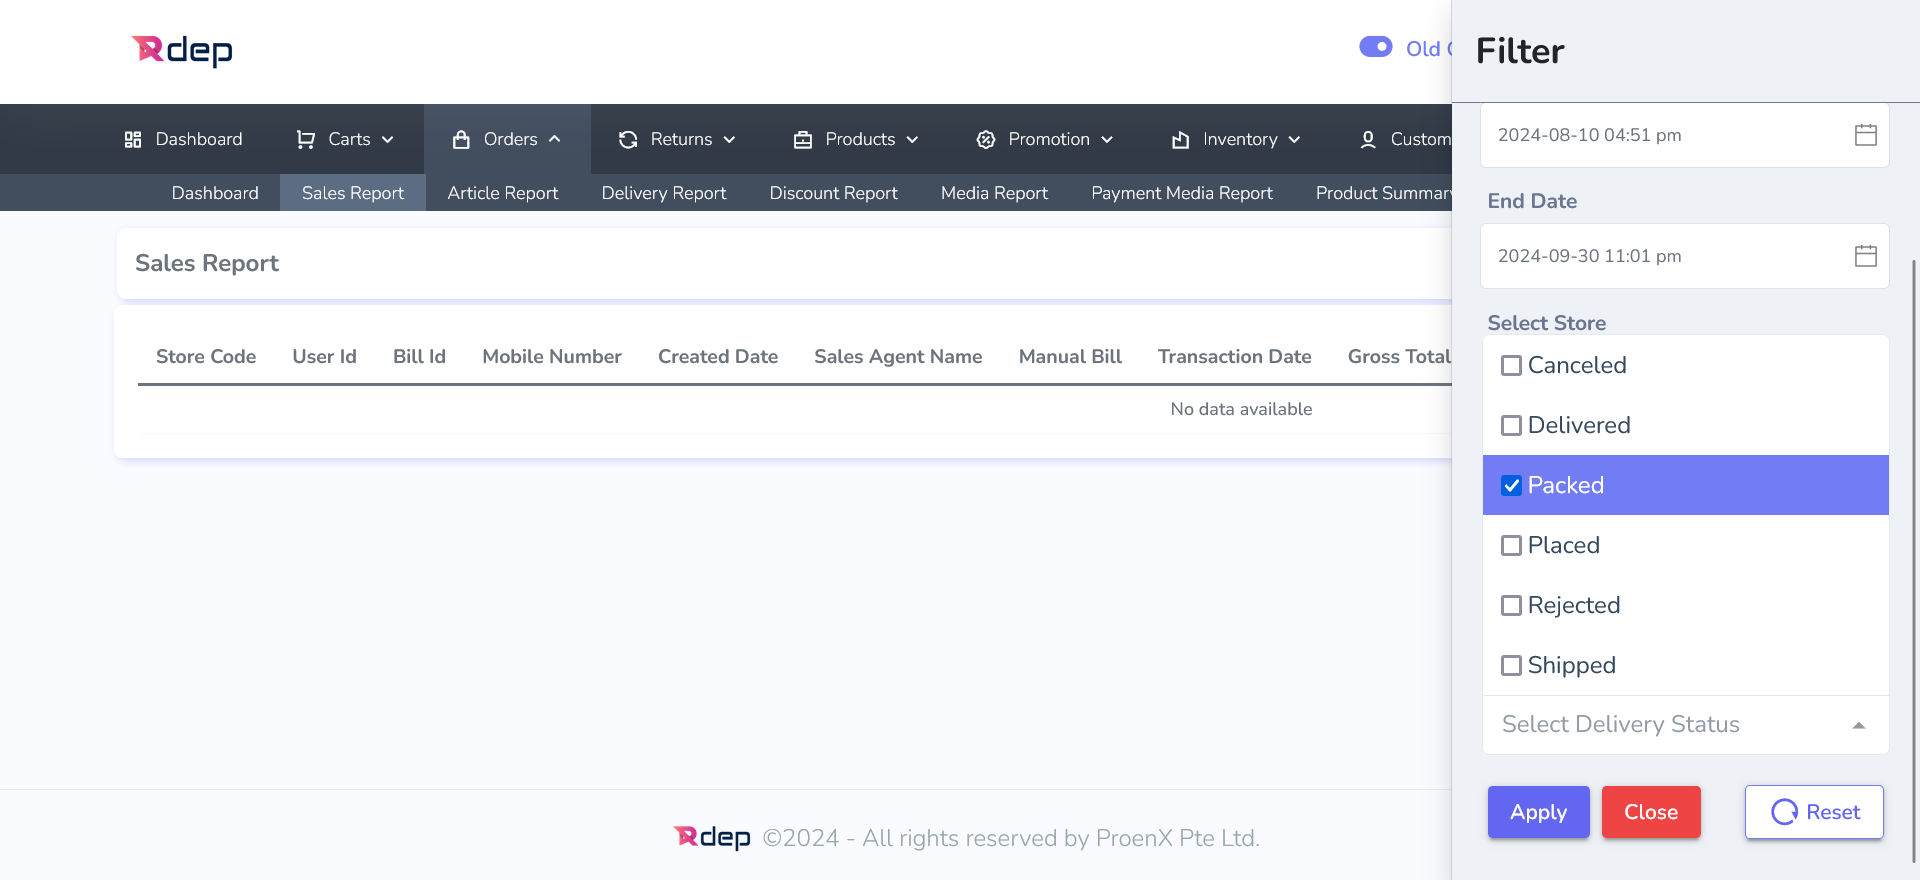 Rdep
Old
Filter
Dashboard
Carts
Orders
Returns
Products
Promotion
Inventory
Dashboard
Sales Report
Article Report
Delivery Report
Discount Report
Media Report
Payment Media Report
Product Summary
2024-08-10 04:51 pm
End Date
2024-09-30 11:01 pm
Sales Report
Select Store
Store Code
User Id
Bill Id
Mobile Number
Created Date
Sales Agent Name
Manual Bill
Transaction Date
Gross Total
No data available
Canceled
Delivered
Packed
Placed
Rejected
Shipped
Select Delivery Status
Apply
Close
Reset
Rdep ©2024 - All rights reserved by ProenX Pte Ltd.